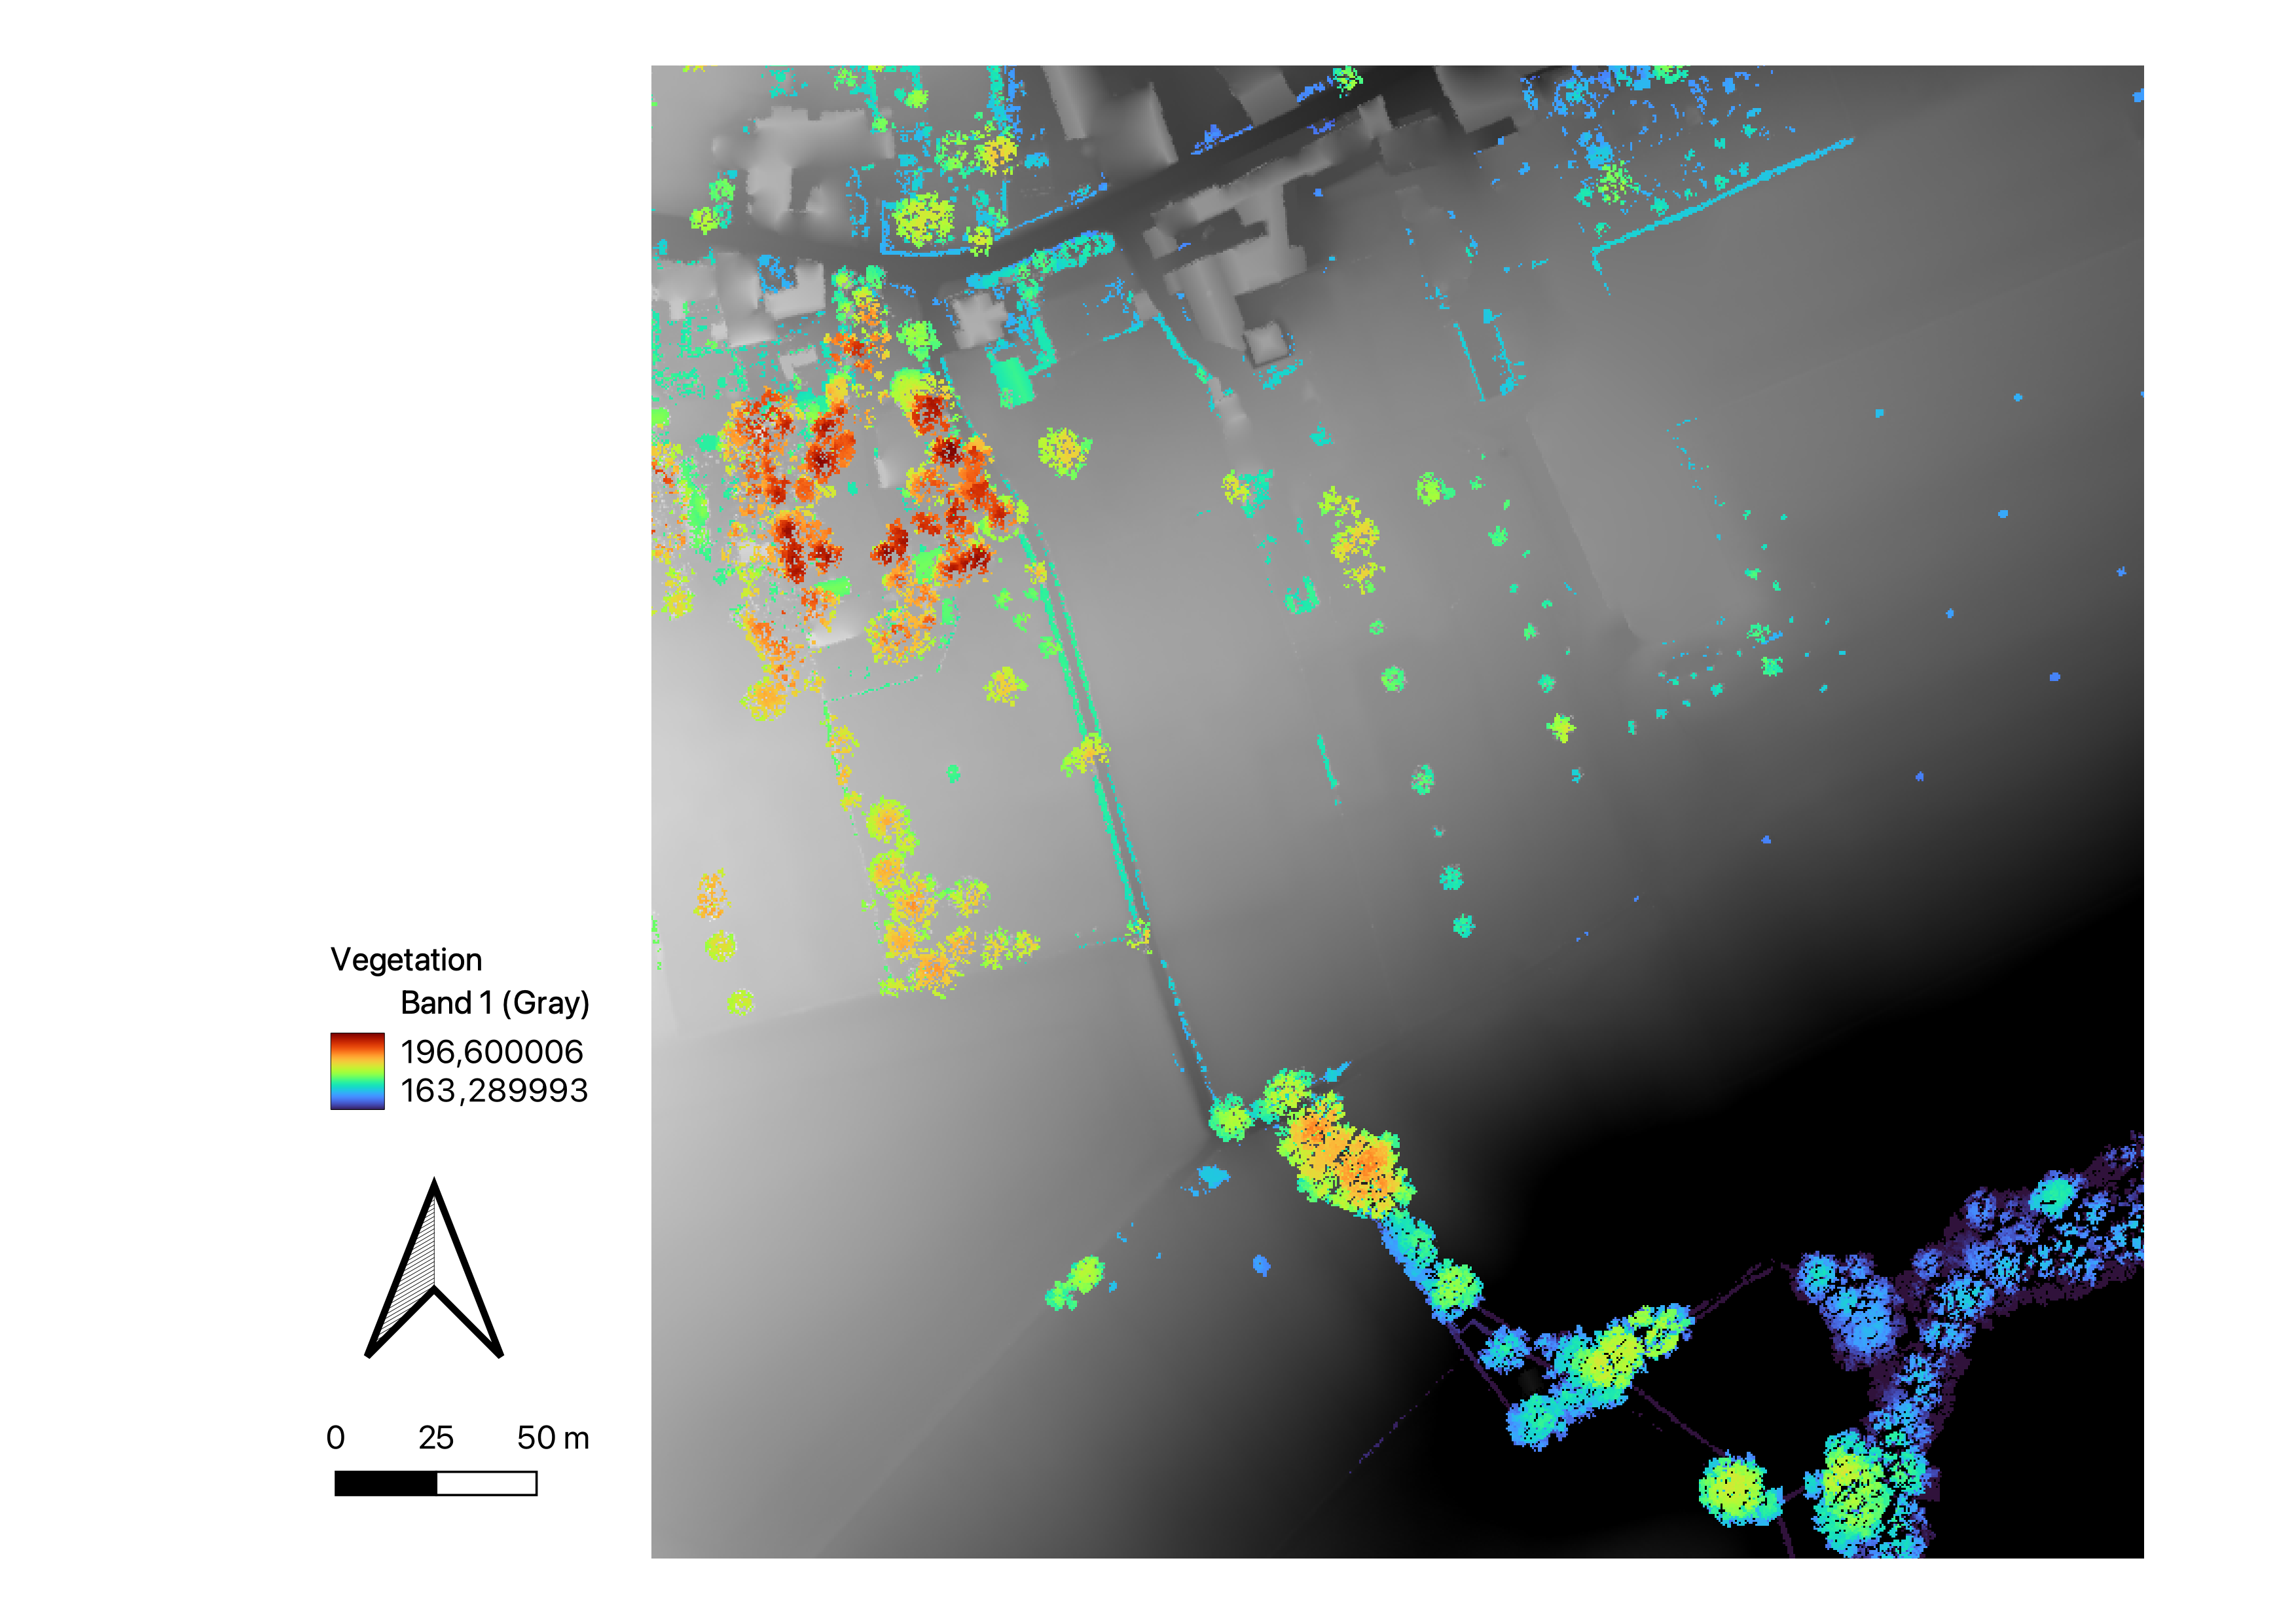 Vegetation
Band 1 (Gray)
196,600006
163,289993
0 25 50 m